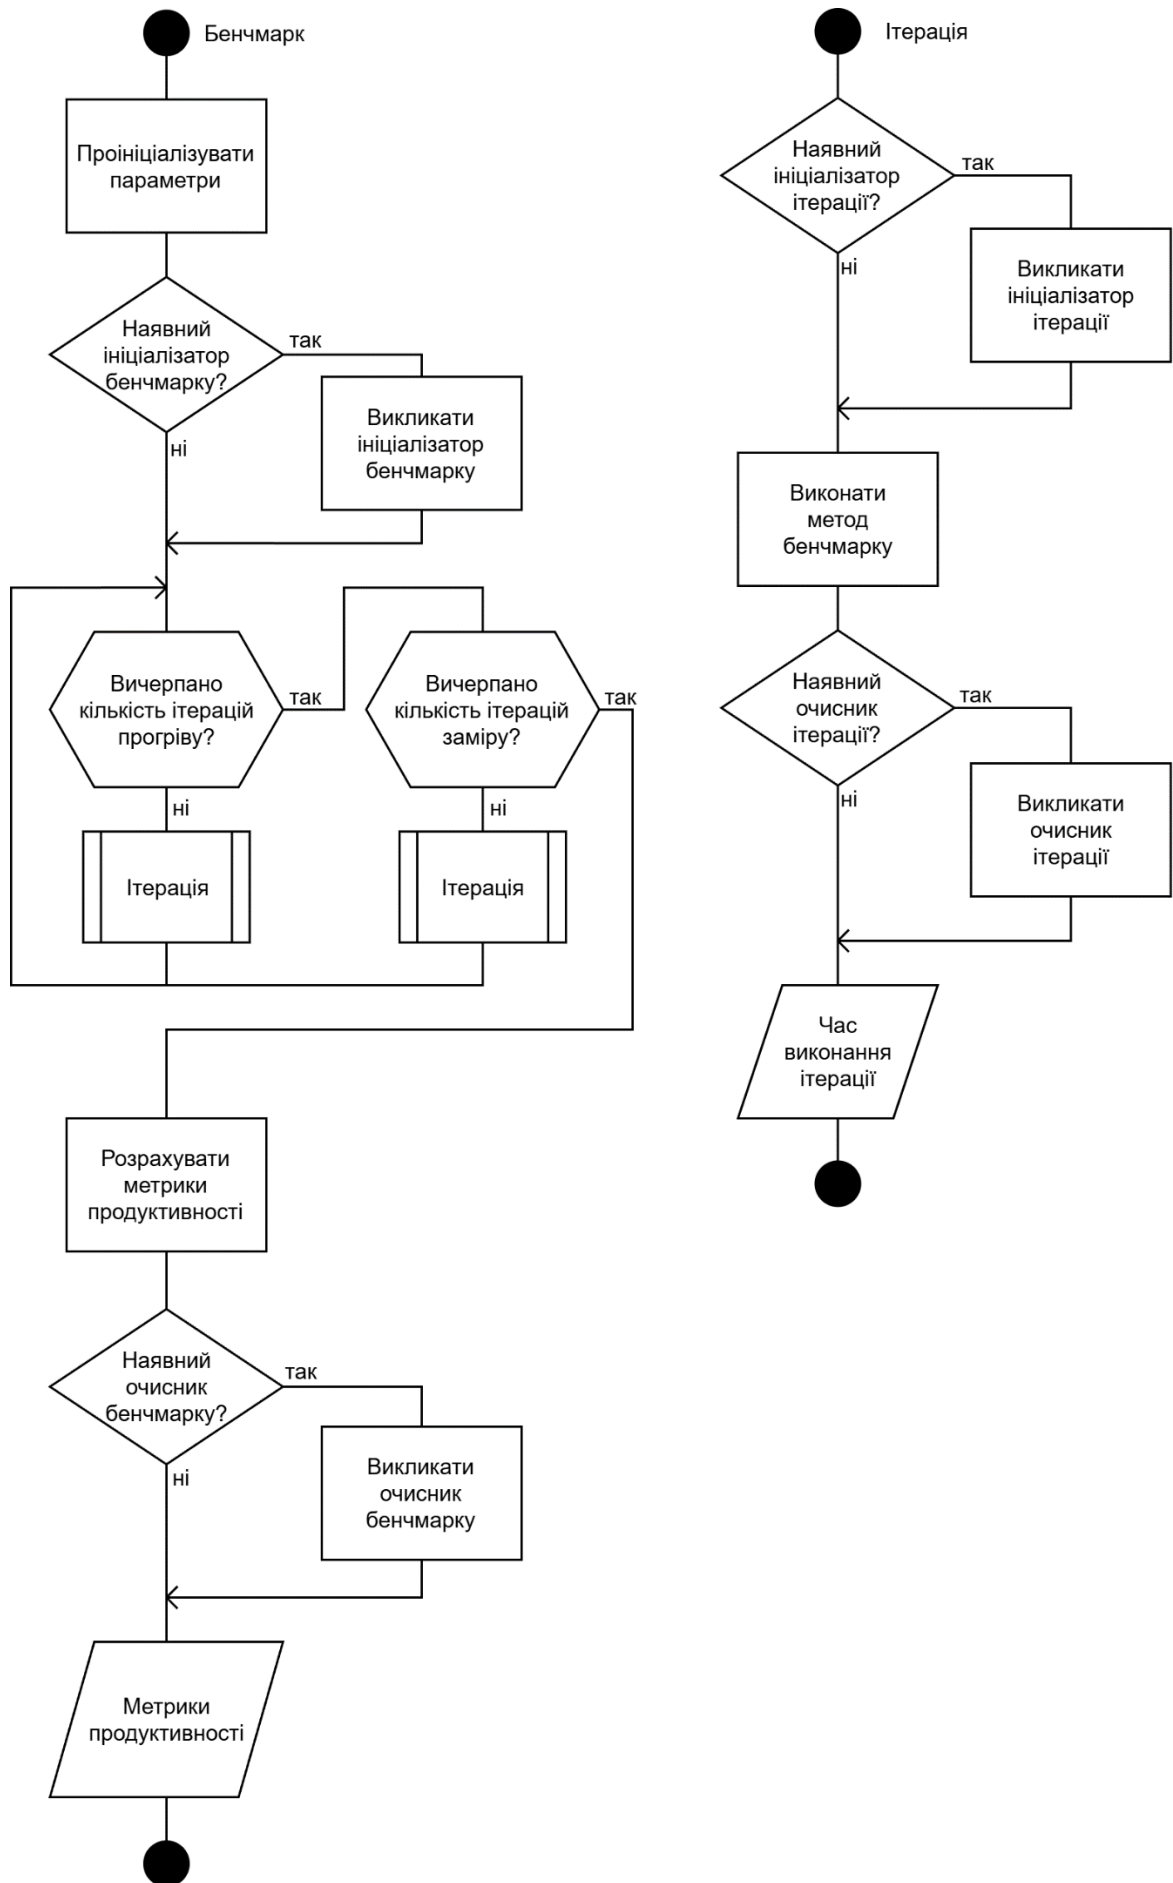 Бенчмарк
Проініціалізувати
параметри
Наявний
ініціалізатор
бенчмарку?
так
ні
Викликати
ініціалізатор
бенчмарку
Вичерпано
кількість ітерацій
прогріву?
так
ні
Ітерація
Вичерпано
кількість ітерацій
заміру?
так
ні
Ітерація
Розрахувати
метрики
продуктивності
Наявний
очисник
бенчмарку?
так
ні
Викликати
очисник
бенчмарку
Метрики
продуктивності
Ітерація
Наявний
ініціалізатор
ітерації?
так
ні
Викликати
ініціалізатор
ітерації
Виконати
метод
бенчмарку
Наявний
очисник
ітерації?
так
ні
Викликати
очисник
ітерації
Час
виконання
ітерації